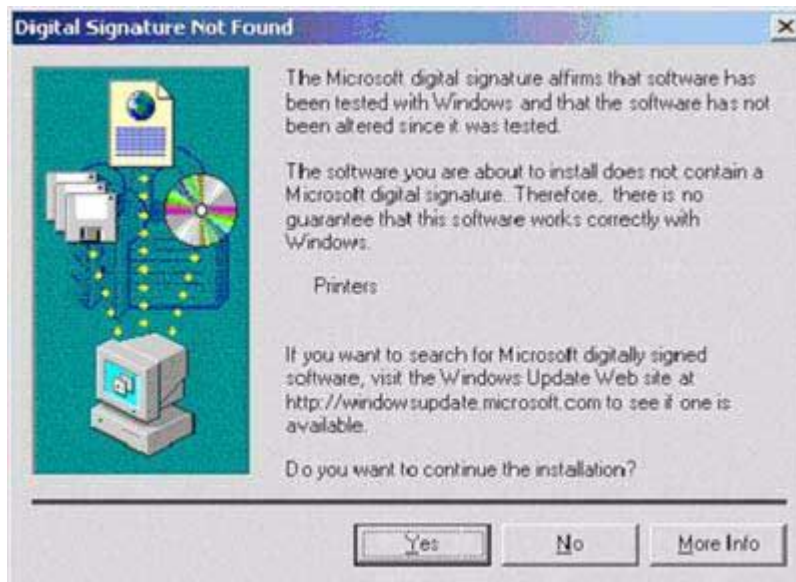 Digital Signature Not Found
The Microsoft digital signature affirms that software has
been tested with Windows and that the software has not
been altered since it was tested.
The software you are about to install does not contain a
Microsoft digital signature. Therefore, there is no
guarantee that this software works correctly with
Windows.
Printers
If you want to search for Microsoft digitally signed
software, visit the Windows Update Web site at
http://windowsupdate.microsoft.com to see if one is
available.
Do you want to continue the installation?
Yes No More Info